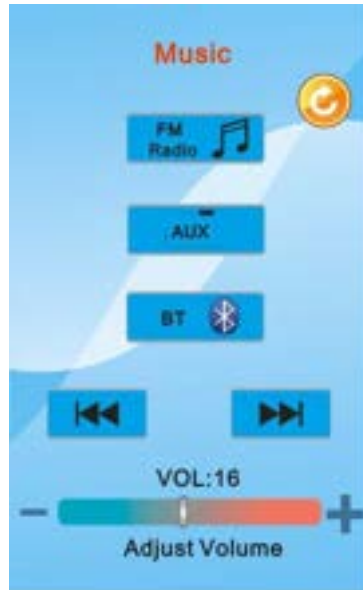 Music
FM
Radio
AUX
BT
VOL:16
Adjust Volume